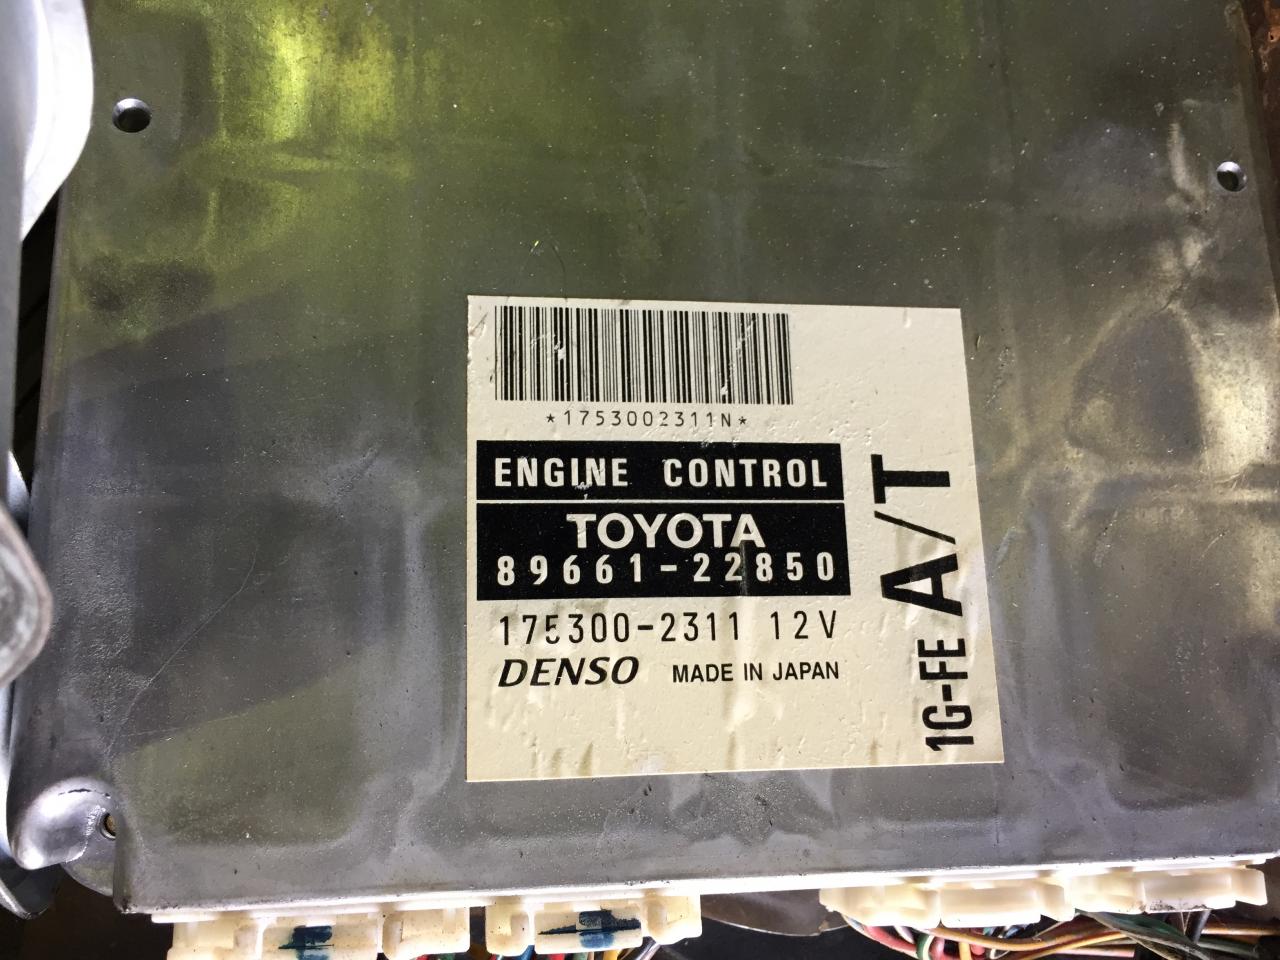 *1753002311N*
ENGINE CONTROL
TOYOTA
89661-22850
175300-2311 12V
DENSO MADE IN JAPAN
1G-FE A/T